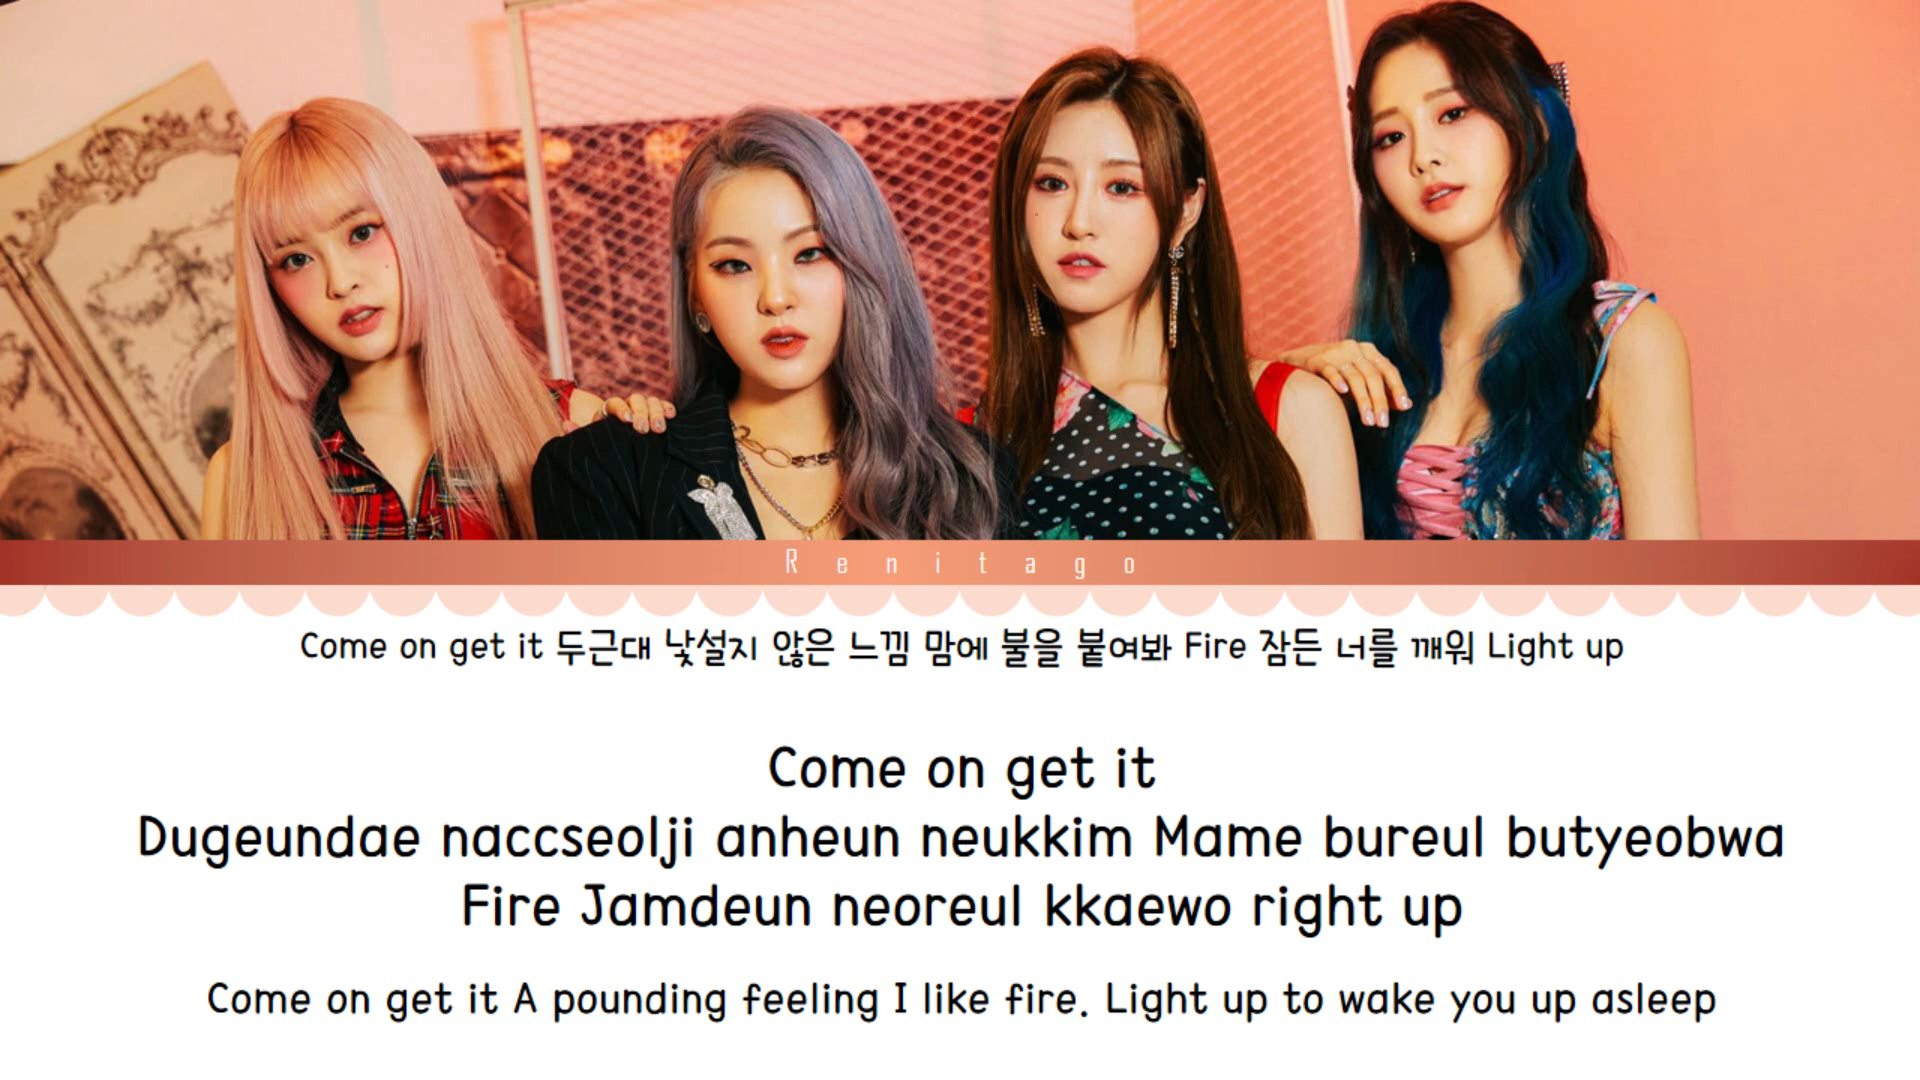 Renitago
Come on get it 두근대 낯설지 않은 느낌 맘에 불을 붙여봐 Fire 잠든 너를 깨워 Light up
Come on get it
Dugeundae naccseolji anheun neukkim Mame bureul butyeobwa
Fire Jamdeun neoreul kkaewo right up
Come on get it A pounding feeling I like fire. Light up to wake you up asleep